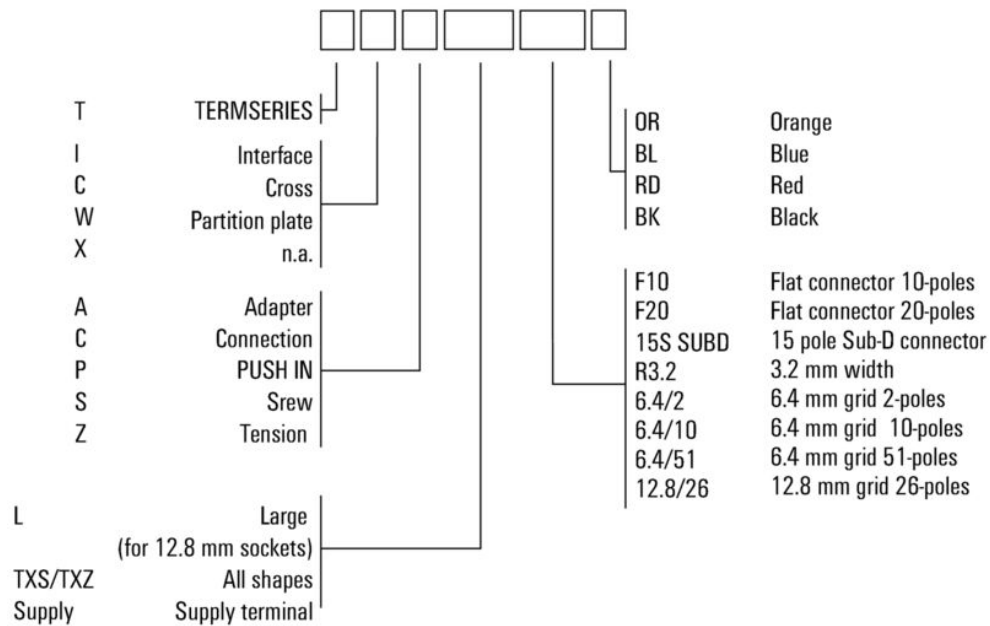 T TERMSERIES
I Interface
C Cross
W Partition plate
X n.a.
A Adapter
C Connection
P PUSH IN
S Srew
Z Tension
L Large
(for 12.8 mm sockets)
TXS/TXZ All shapes
Supply Supply terminal
OR Orange
BL Blue
RD Red
BK Black
F10 Flat connector 10-poles
F20 Flat connector 20-poles
15S SUBD 15 pole Sub-D connector
R3.2 3.2 mm width
6.4/2 6.4 mm grid 2-poles
6.4/10 6.4 mm grid 10-poles
6.4/51 6.4 mm grid 51-poles
12.8/26 12.8 mm grid 26-poles